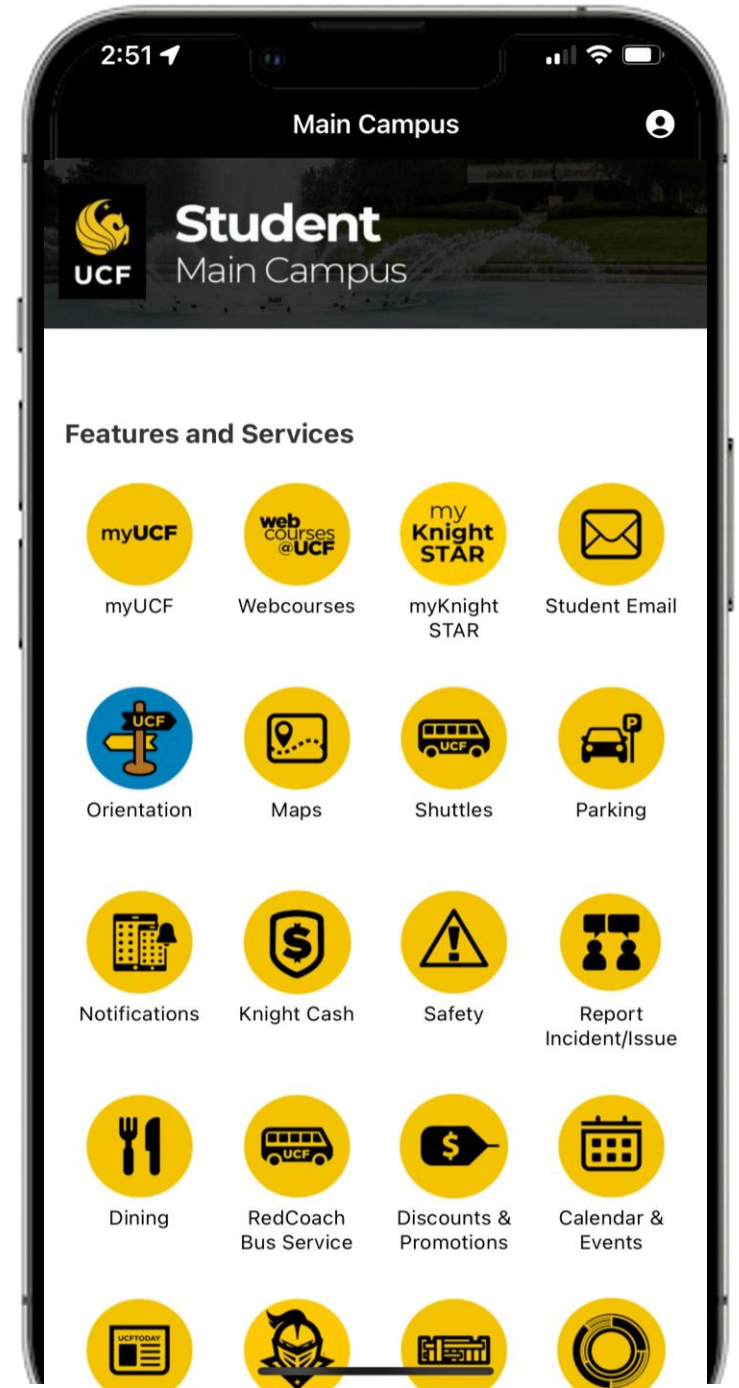 2:51
Main Campus
UCF
Student
Main Campus
Features and Services
myUCF
web
courses
@UCF
my
Knight
STAR
myUCF
Webcourses
myKnight
STAR
Student Email
UCF
UCF
P
Orientation
Maps
Shuttles
Parking
$
!
Notifications
Knight Cash
Safety
Report
Incident/Issue
UCF
$
Dining
RedCoach
Bus Service
Discounts &
Promotions
Calendar &
Events
UCFTODAY